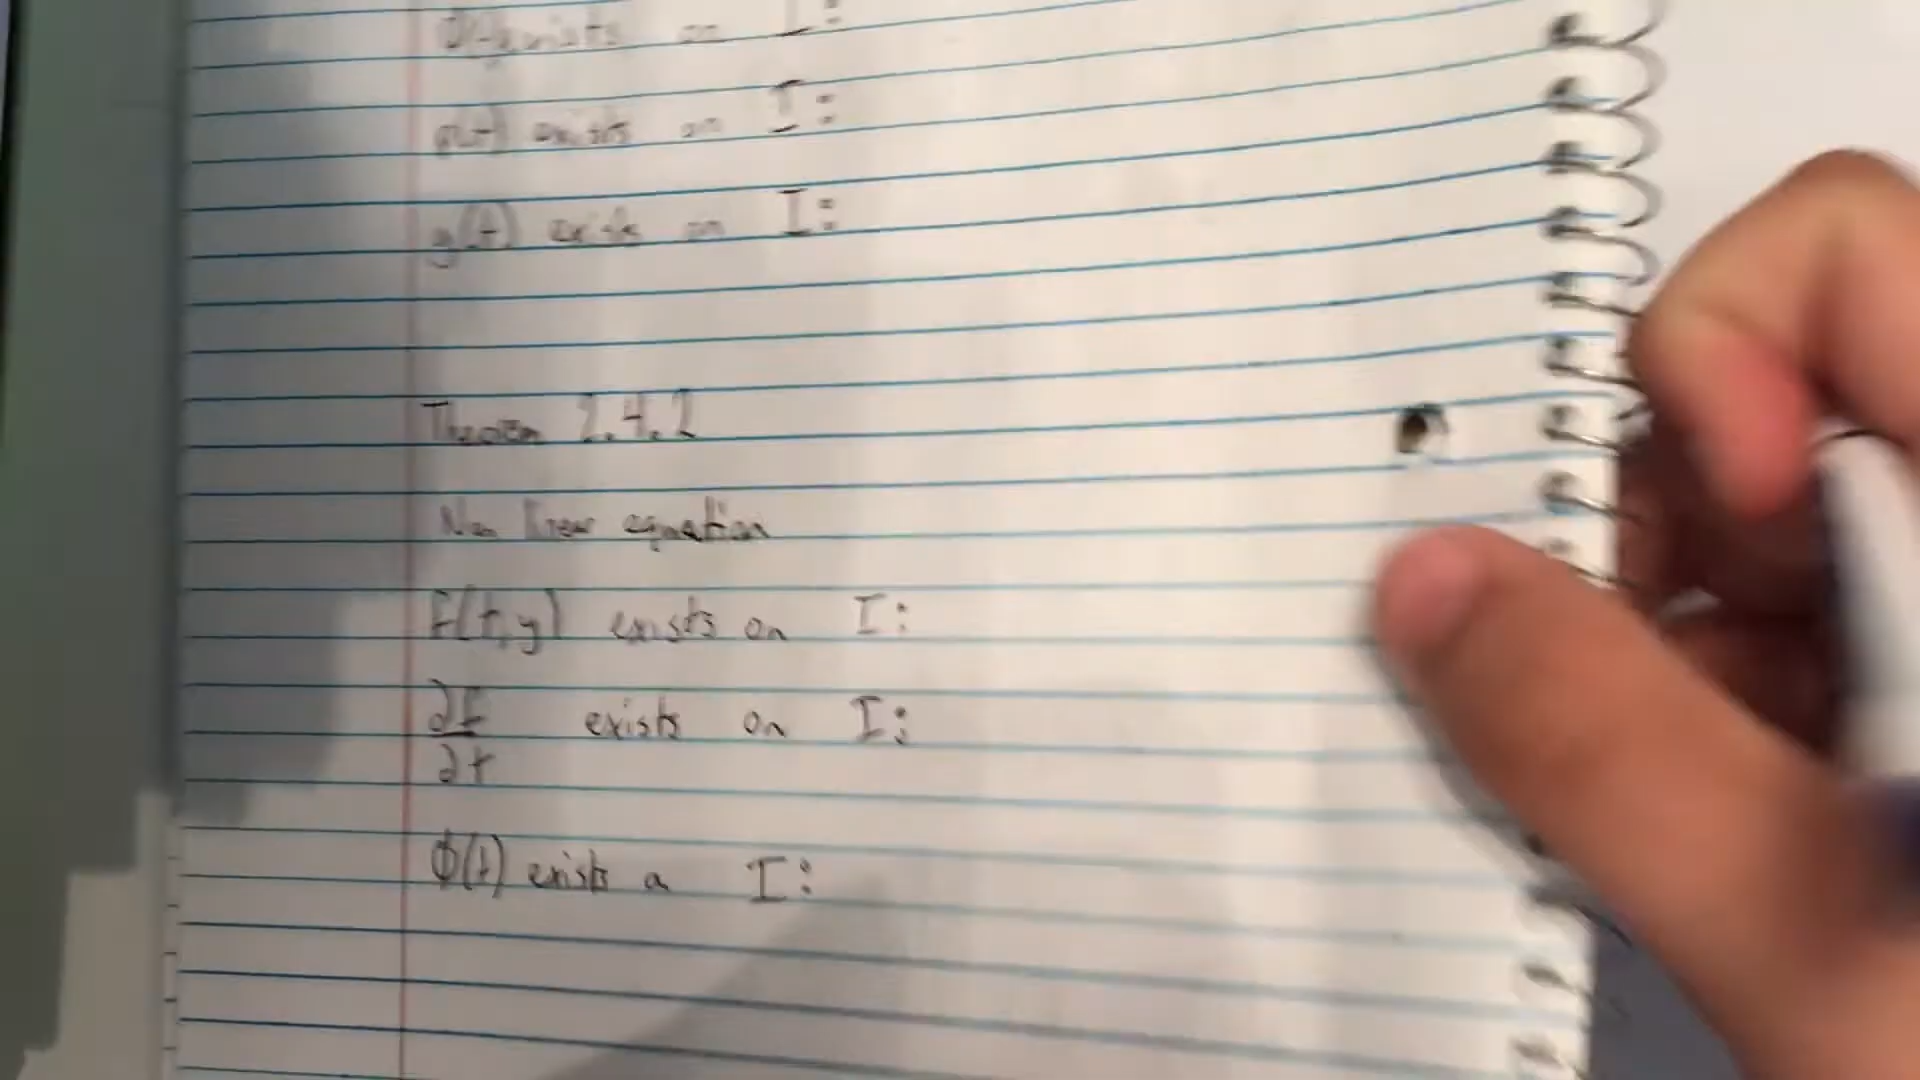 exists on I:
g(t) exists on I:
y(t) exists on I:
Theorem 2.4.2
Non linear equation
F(t,y) exists on I:
∂F/∂t exists on I:
Φ(t) exists a I: